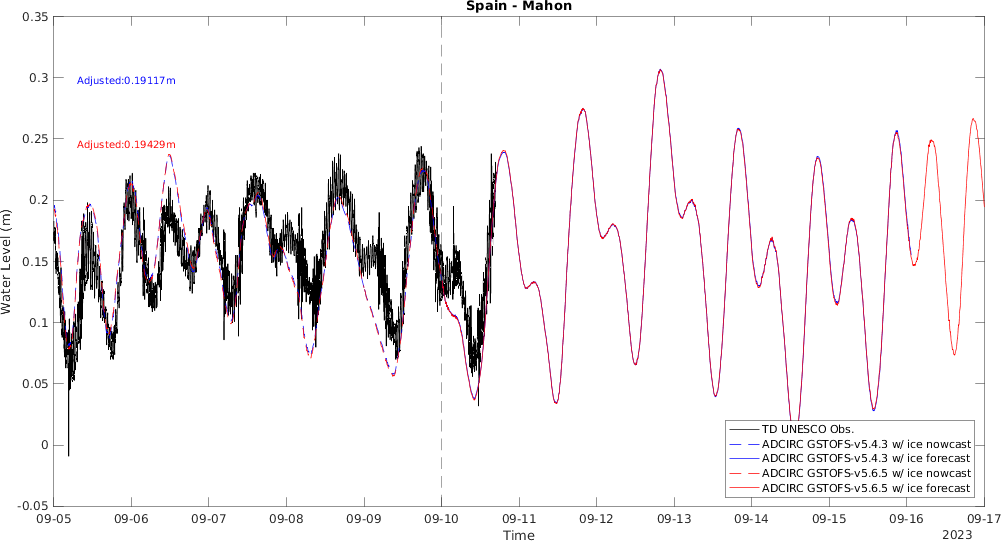 Spain - Mahon
0.35
0.3
0.25
0.2
0.15
0.1
0.05
0
-0.05
Water Level (m)
Adjusted:0.19117m
Adjusted:0.19429m
TD UNESCO Obs.
ADCIRC GSTOFS-v5.4.3 w/ ice nowcast
ADCIRC GSTOFS-v5.4.3 w/ ice forecast
ADCIRC GSTOFS-v5.6.5 w/ ice nowcast
ADCIRC GSTOFS-v5.6.5 w/ ice forecast
09-05 09-06 09-07 09-08 09-09 09-10 09-11 09-12 09-13 09-14 09-15 09-16 09-17
Time
2023